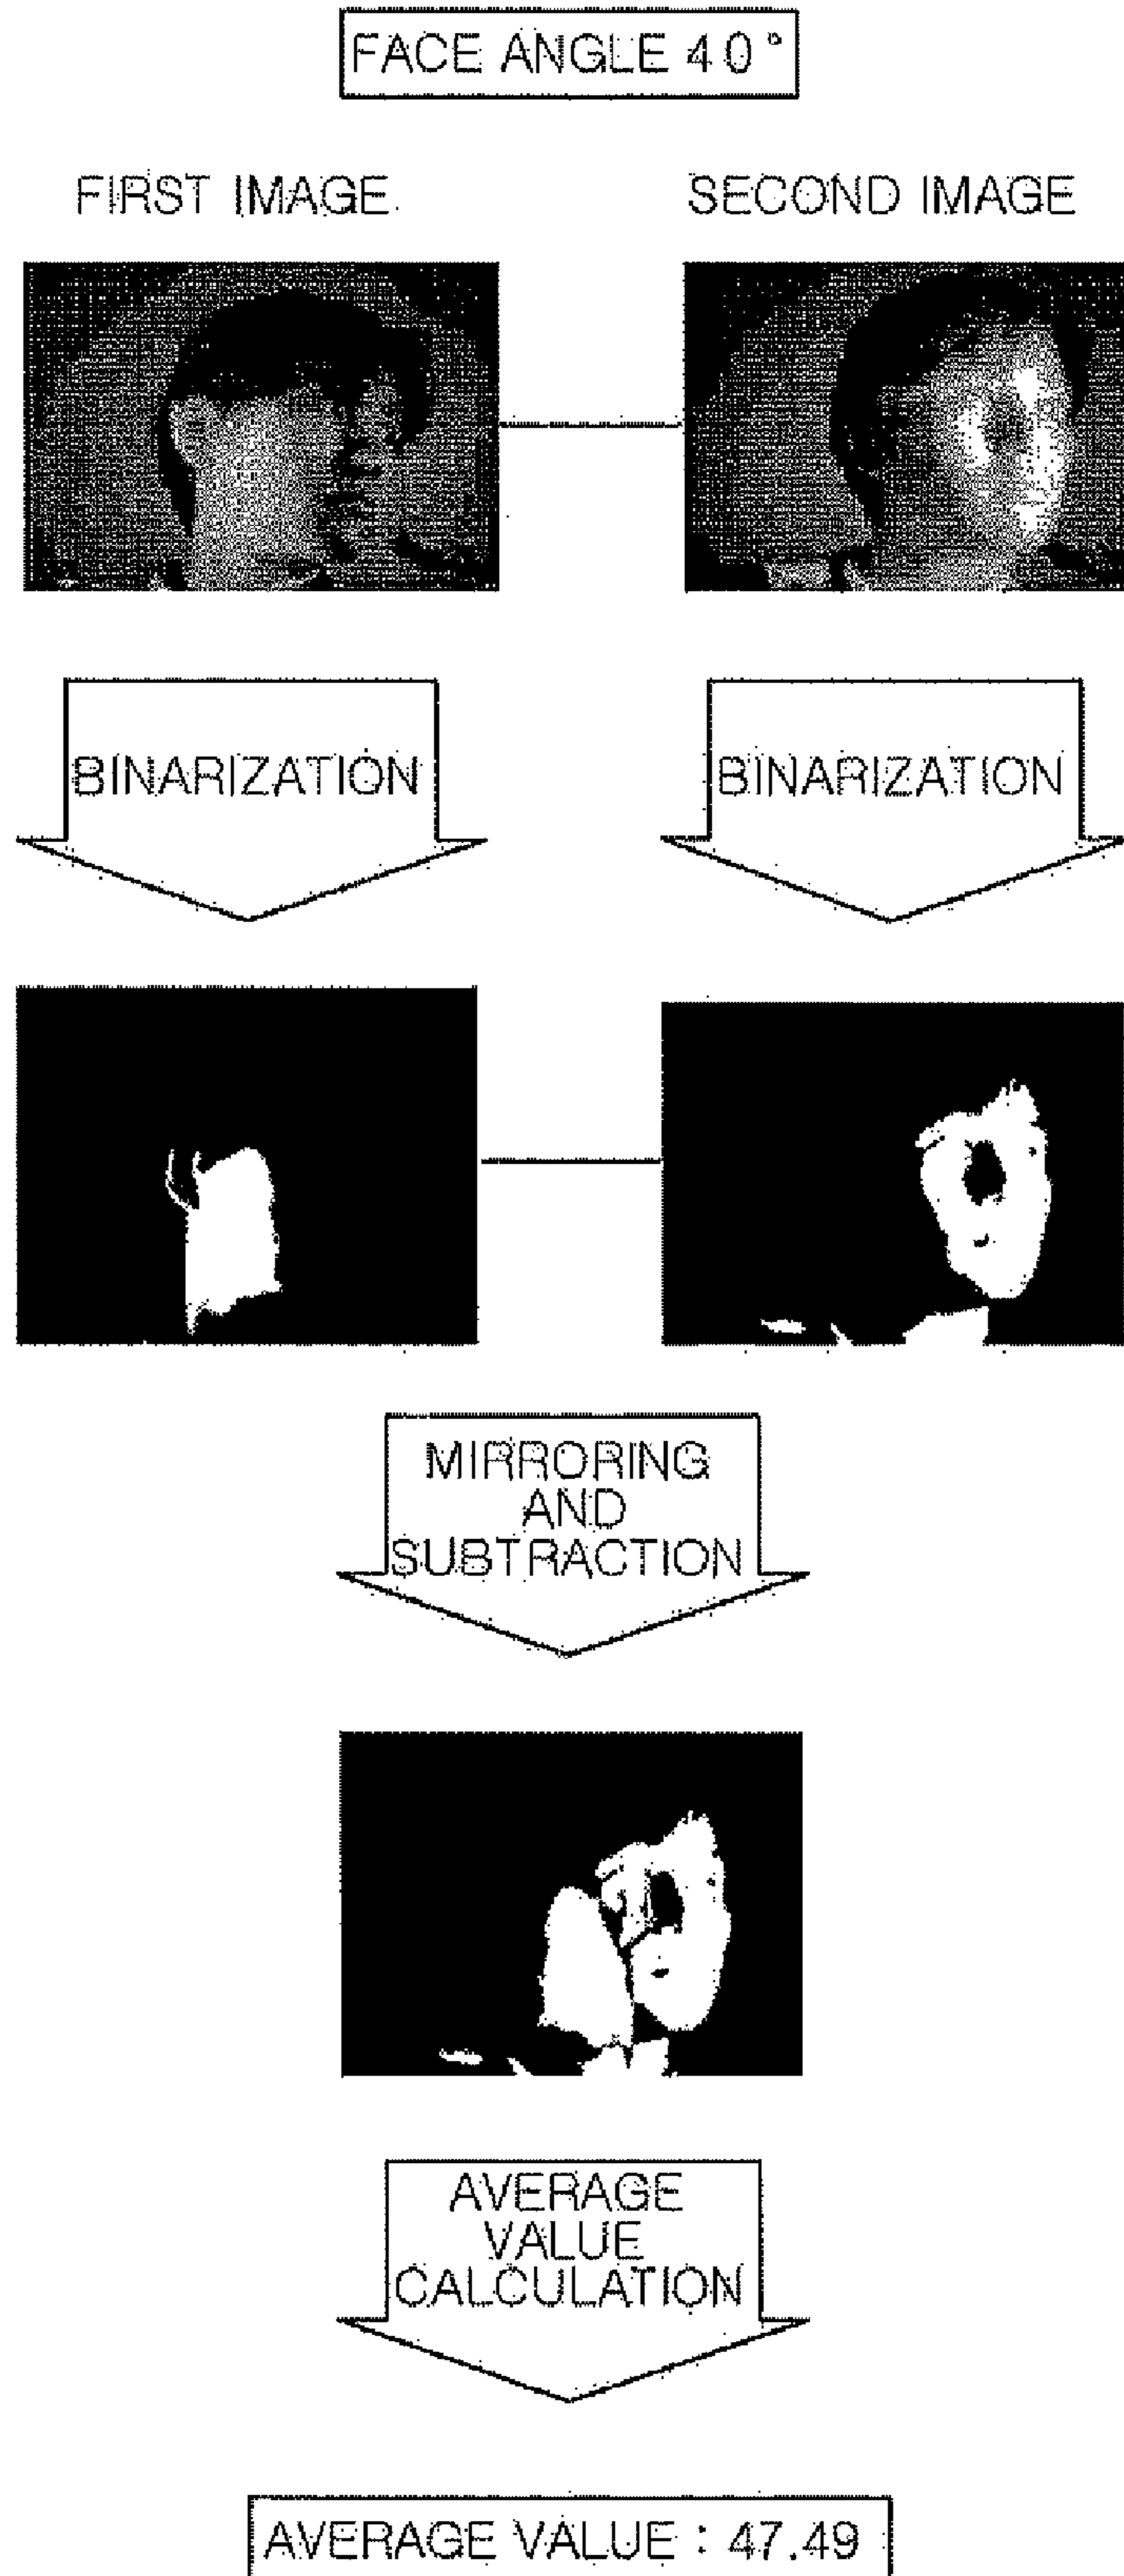 FACE ANGLE 40°
FIRST IMAGE
SECOND IMAGE
BINARIZATION
BINARIZATION
MIRRORING
AND
SUBTRACTION
AVERAGE
VALUE
CALCULATION
AVERAGE VALUE : 47.49